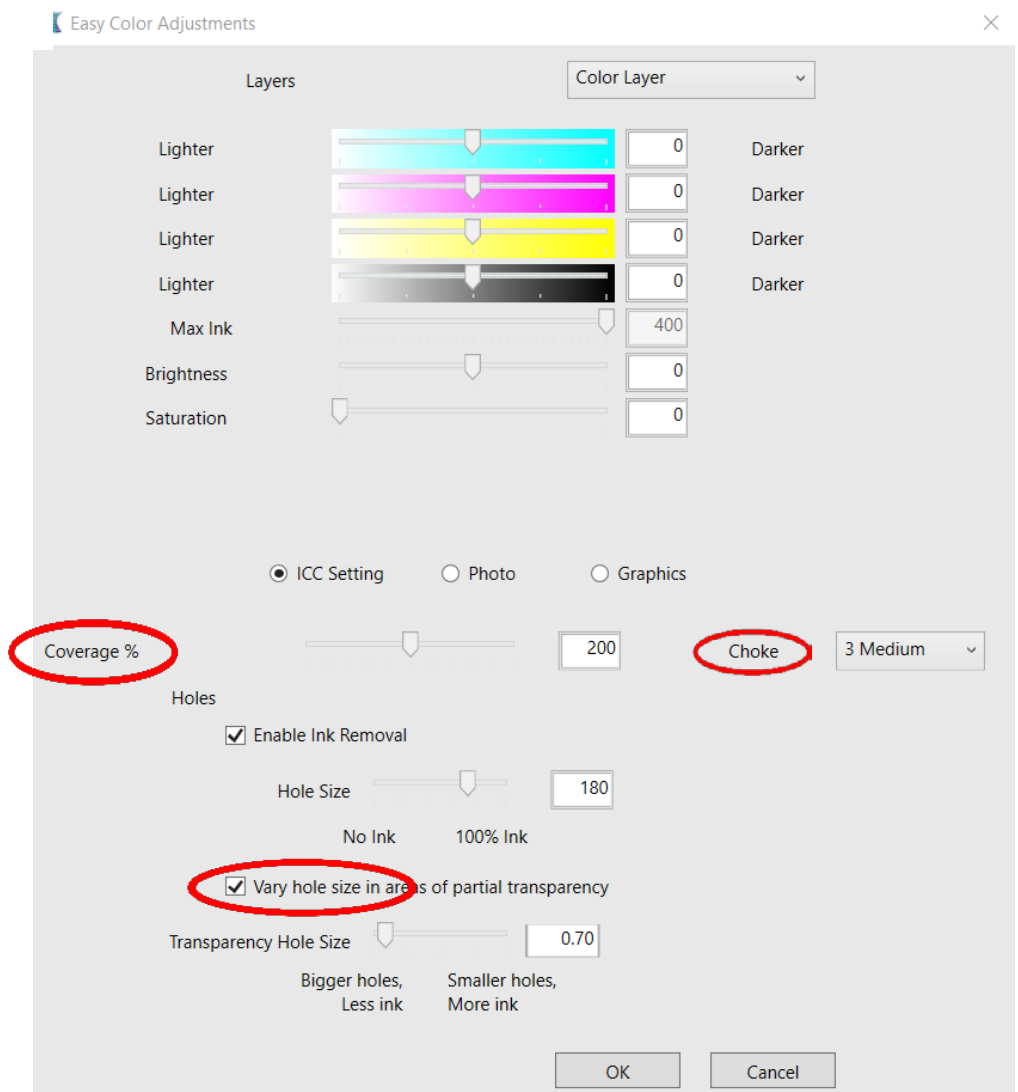 Easy Color Adjustments
Layers Color Layer
Lighter 0 Darker
Lighter 0 Darker
Lighter 0 Darker
Lighter 0 Darker
Max Ink 400
Brightness 0
Saturation 0
ICC Setting Photo Graphics
Coverage % 200 Choke 3 Medium
Holes
Enable Ink Removal
Hole Size 180
No Ink 100% Ink
Vary hole size in areas of partial transparency
Transparency Hole Size 0.70
Bigger holes, Smaller holes,
Less ink More ink
OK Cancel